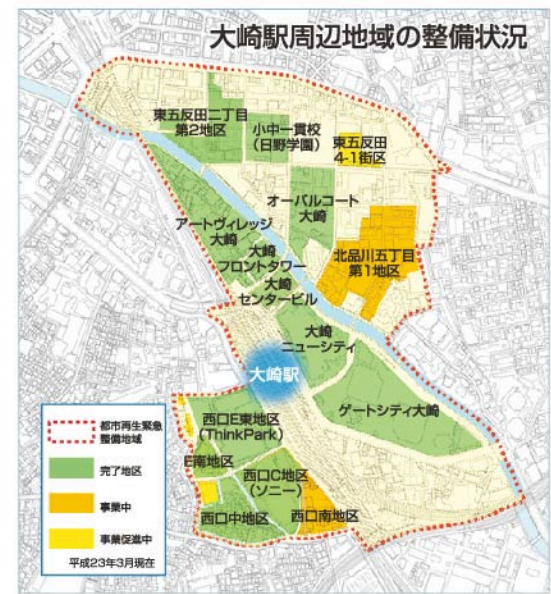 大崎駅周辺地域の整備状況
東五反田二丁目
第2地区
小中一貫校
(日野学園)
東五反田
4-1街区
オーバルコート
大崎
アートヴィレッジ
大崎
大崎
フロントタワー
北品川五丁目
第1地区
大崎
センタービル
大崎
ニューシティ
大崎駅
ゲートシティ大崎
西口E東地区
(ThinkPark)
E南地区
西口C地区
(ソニー)
西口中地区
西口南地区
都市再生緊急
整備地域
完了地区
事業中
事業促進中
平成23年3月現在